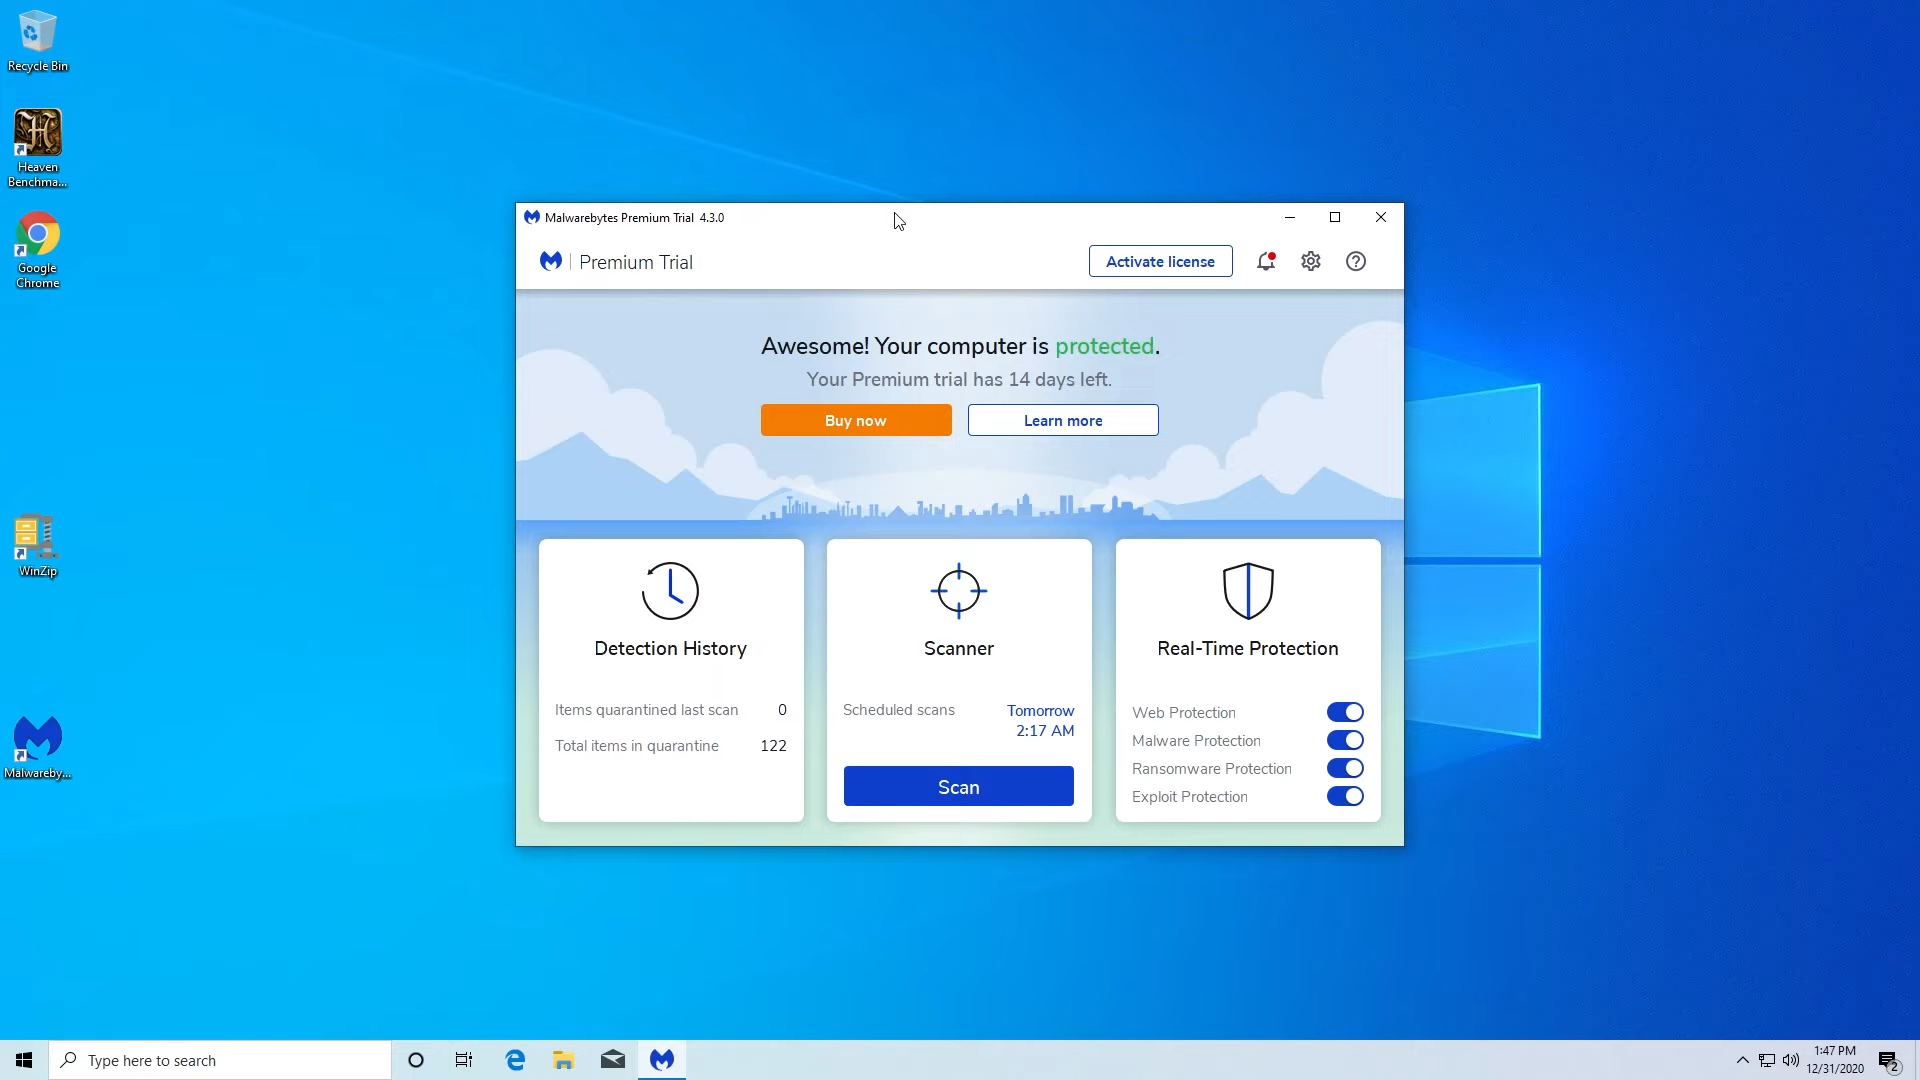 Recycle Bin
Heaven
Benchma...
Google
Chrome
WinZip
Malwareby...
Malwarebytes Premium Trial 4.3.0
Premium Trial
Activate license
Awesome! Your computer is protected.
Your Premium trial has 14 days left.
Buy now
Learn more
Detection History
Items quarantined last scan 0
Total items in quarantine 122
Scanner
Scheduled scans Tomorrow
2:17 AM
Scan
Real-Time Protection
Web Protection
Malware Protection
Ransomware Protection
Exploit Protection
Type here to search
1:47 PM
12/31/2020
2